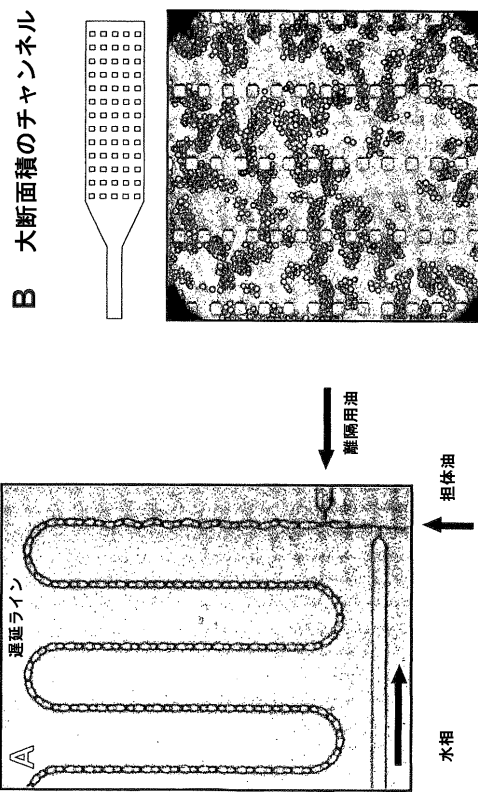 A
遅延ライン
水相
担体油
離隔用油
B 大断面積のチャンネル